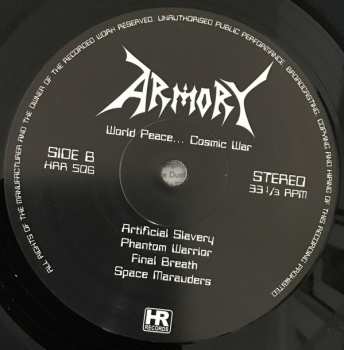 ALL RIGHTS OF THE MANUFACTURER AND THE OWNER OF THE RECORDED WORK RESERVED. UNAUTHORISED PUBLIC PERFORMANCE, BROADCASTING, COPYING AND HIRING OF THIS RECORDING PROHIBITED.
ARMORY
World Peace... Cosmic War
SIDE B
HRR 506
STEREO
33 1/3 RPM
Artificial Slavery
Phantom Warrior
Final Breath
Space Marauders
HR
RECORDS